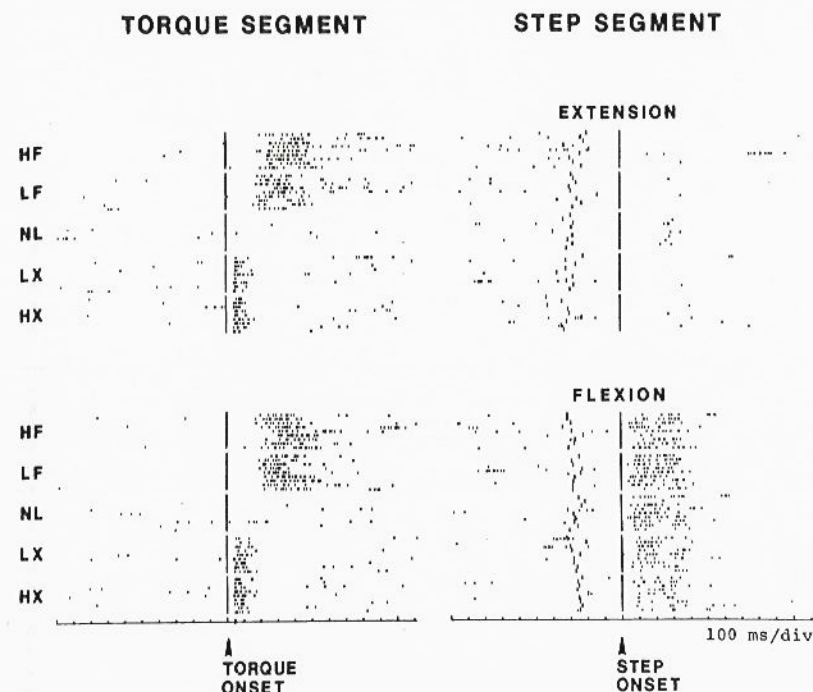 TORQUE SEGMENT
STEP SEGMENT
EXTENSION
HF
LF
NL
LX
HX
FLEXION
HF
LF
NL
LX
HX
100 ms/div
TORQUE
ONSET
STEP
ONSET